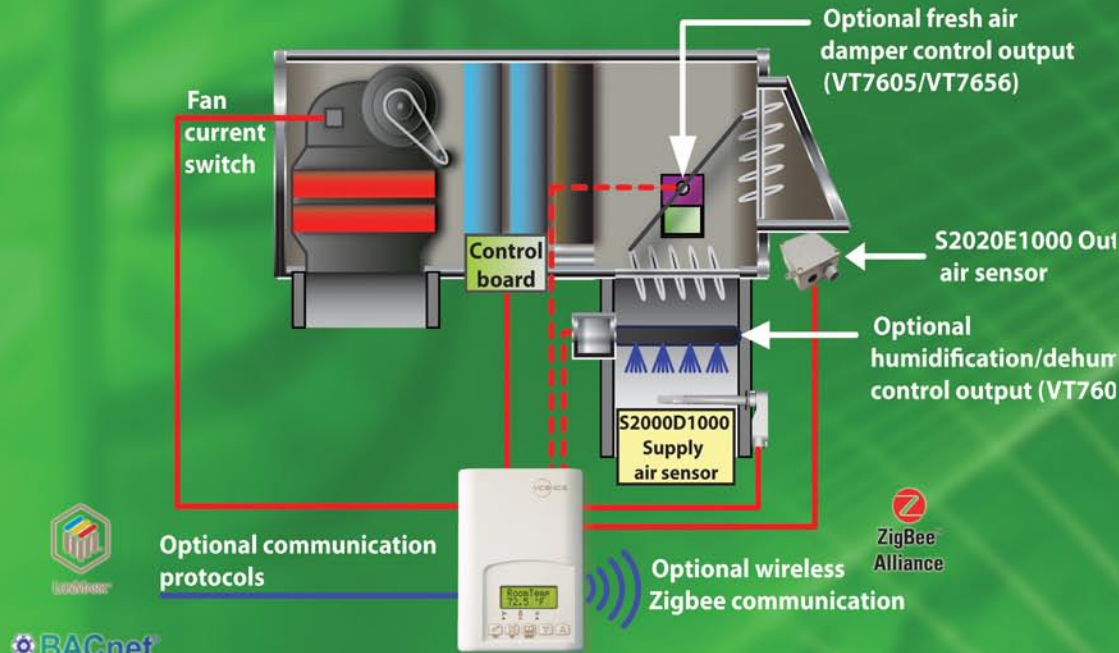 Optional fresh air
damper control output
(VT7605/VT7656)
Fan
current
switch
Control
board
S2020E1000 Out
air sensor
Optional
humidification/dehum
control output (VT760
S2000D1000
Supply
air sensor
ZigBee
Alliance
Optional communication
protocols
Optional wireless
Zigbee communication
RoomTemp
72.5 °F
BACnet